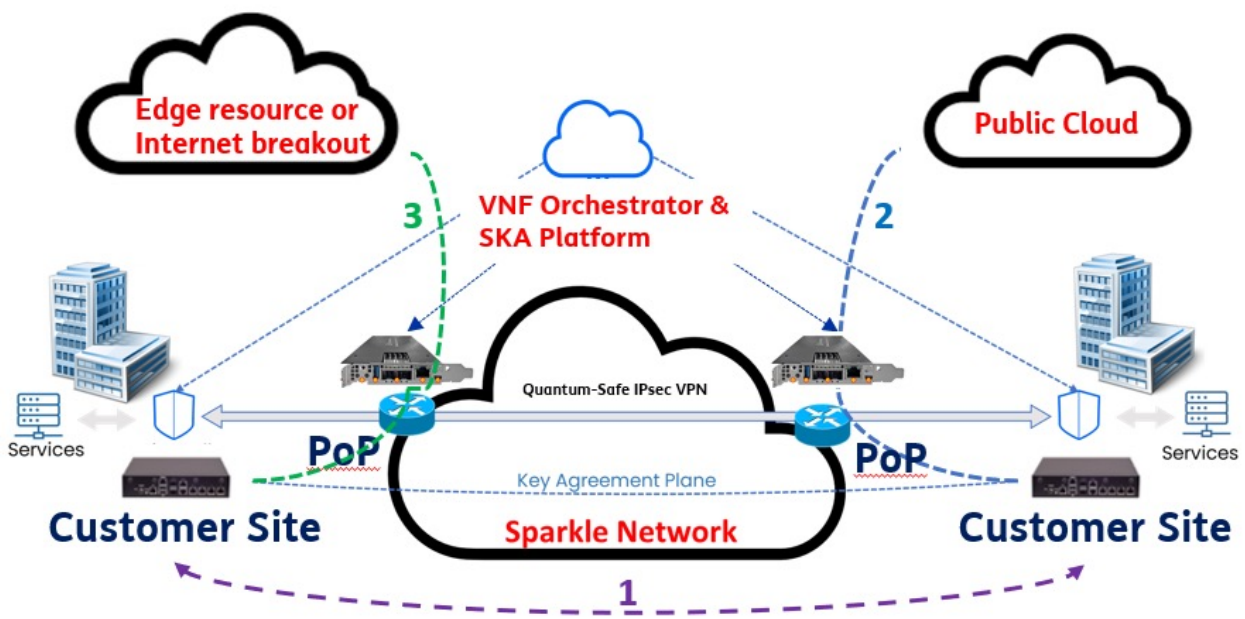 Edge resource or
Internet breakout
Public Cloud
VNF Orchestrator &
SKA Platform
3
2
Quantum-Safe IPsec VPN
Services
PoP
PoP
Services
Key Agreement Plane
Customer Site
Sparkle Network
Customer Site
1